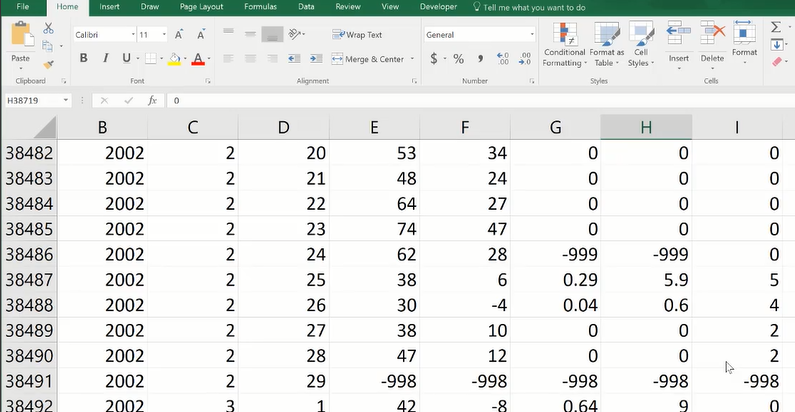 File Home Insert Draw Page Layout Formulas Data Review View Developer Tell me what you want to do
Calibri 11 A A Wrap Text General
Paste B I U A Merge & Center $ % , Conditional Formatting Format as Table Cell Styles Insert Delete Format
Clipboard Font Alignment Number Styles Cells
H38719 fx 0
B C D E F G H I
38482 2002 2 20 53 34 0 0 0
38483 2002 2 21 48 24 0 0 0
38484 2002 2 22 64 27 0 0 0
38485 2002 2 23 74 47 0 0 0
38486 2002 2 24 62 28 -999 -999 0
38487 2002 2 25 38 6 0.29 5.9 5
38488 2002 2 26 30 -4 0.04 0.6 4
38489 2002 2 27 38 10 0 0 2
38490 2002 2 28 47 12 0 0 2
38491 2002 2 29 -998 -998 -998 -998 -998
38492 2002 3 1 42 -8 0.64 9 0